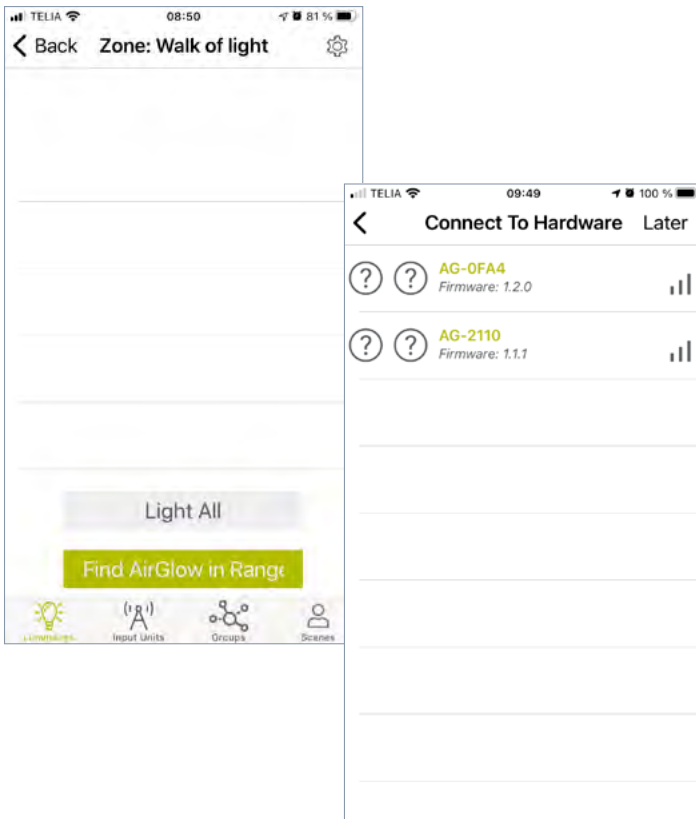 TELIA 08:50 81 %
Back Zone: Walk of light
Light All
Find AirGlow in Range
Luminaires Input Units Groups Scenes
TELIA 09:49 100 %
Connect To Hardware Later
? ? AG-0FA4
Firmware: 1.2.0
? ? AG-2110
Firmware: 1.1.1